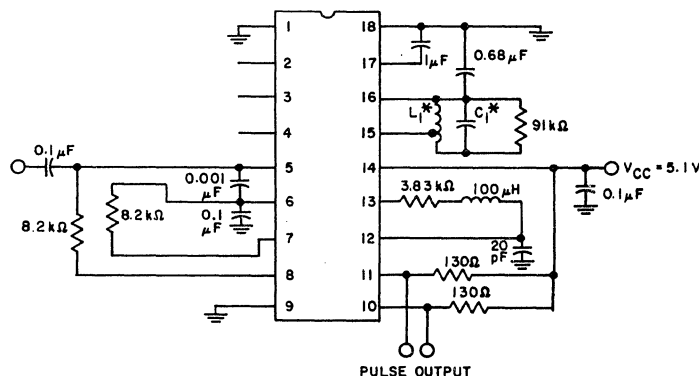 1 18
2 17
3 16
4 15
5 14
6 13
7 12
8 11
9 10
1μF
0.68μF
L1*
C1*
91kΩ
0.1μF
0.001
μF
0.1
μF
8.2kΩ
8.2kΩ
VCC = 5.1V
0.1μF
3.83kΩ
100μH
20
pF
130Ω
130Ω
PULSE OUTPUT